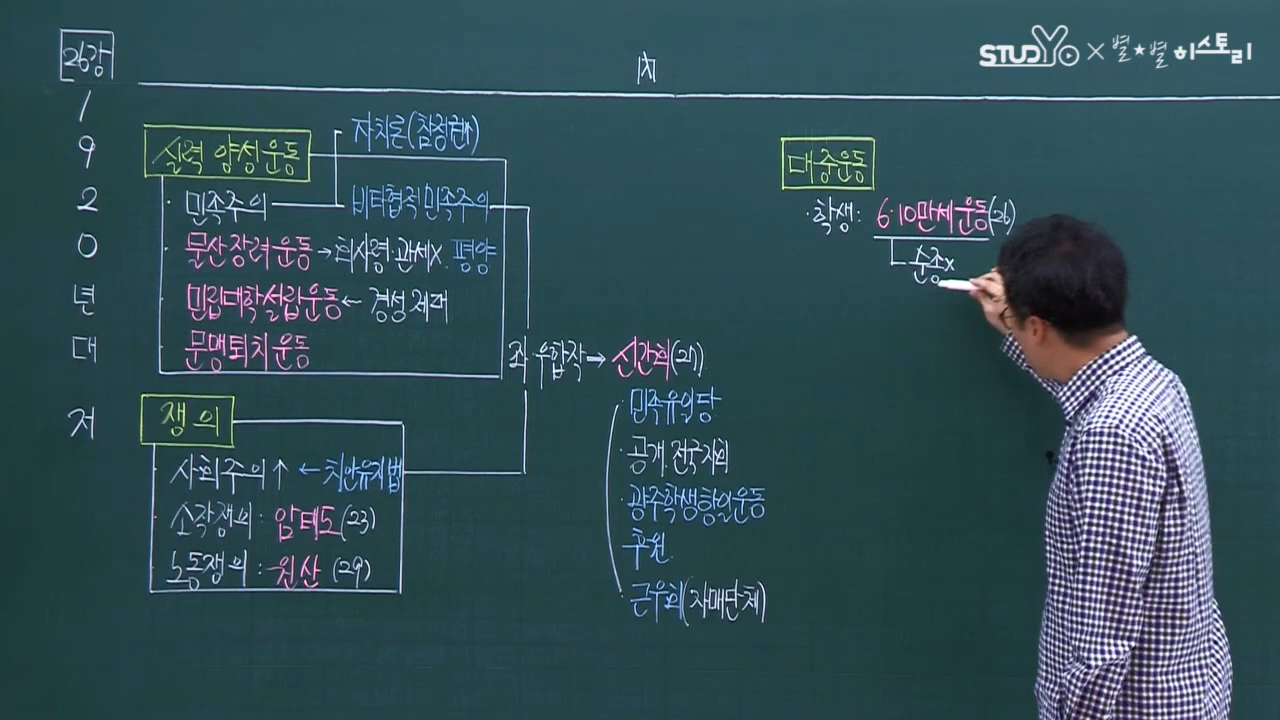 26강
STUDYo × 별★별 히스토리
1920년대 저
실력 양성운동
자치론(참정권↑)
· 민족주의
비타협적 민족주의
· 물산장려운동 → 회사령·관세x 평양
· 민립대학설립운동 ← 경성제대
· 문맹퇴치운동
좌우합작 → 신간회(27)
· 민족유일당
· 공개, 전국지회
· 광주학생항일운동
후원
· 근우회(자매단체)
쟁의
· 사회주의↑ ← 치안유지법
· 소작쟁의 : 암태도(23)
· 노동쟁의 : 원산(29)
대중운동
· 학생: 6·10만세운동(26)
순종x